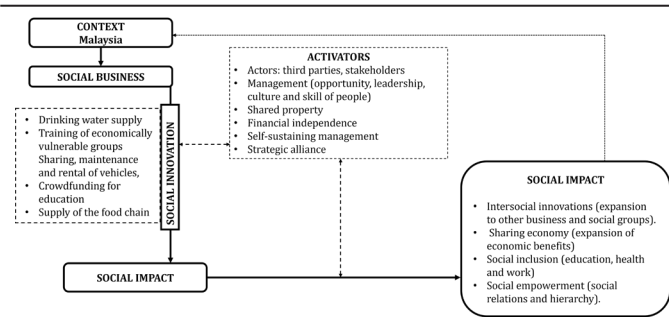 CONTEXT
Malaysia
SOCIAL BUSINESS
• Drinking water supply
• Training of economically
vulnerable groups
Sharing, maintenance
and rental of vehicles,
• Crowdfunding for
education
• Supply of the food chain
SOCIAL INNOVATION
ACTIVATORS
• Actors: third parties, stakeholders
• Management (opportunity, leadership,
culture and skill of people)
• Shared property
• Financial independence
• Self-sustaining management
• Strategic alliance
SOCIAL IMPACT
SOCIAL IMPACT
• Intersocial innovations (expansion
to other business and social groups).
• Sharing economy (expansion of
economic benefits)
• Social inclusion (education, health
and work)
• Social empowerment (social
relations and hierarchy).